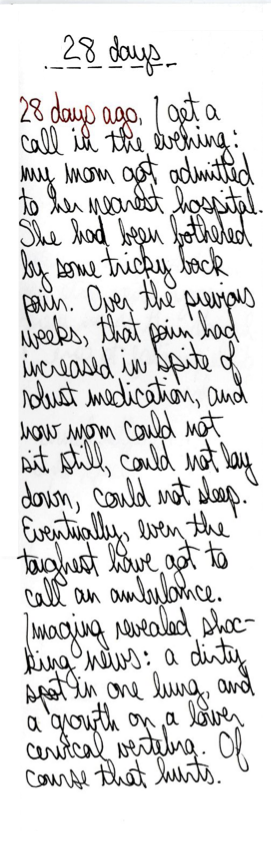 28 days
28 days ago, I get a
call in the evening:
my mom got admitted
to her nearest hospital.
She had been bothered
by some tricky back
pain. Over the previous
weeks, that pain had
increased in spite of
robust medication, and
now mom could not
sit still, could not lay
down, could not sleep.
Eventually, even the
toughest have got to
call an ambulance.
Imaging revealed shoc-
king news: a dirty
spot in one lung, and
a growth on a lower
cervical vertebra. Of
course that hurts.